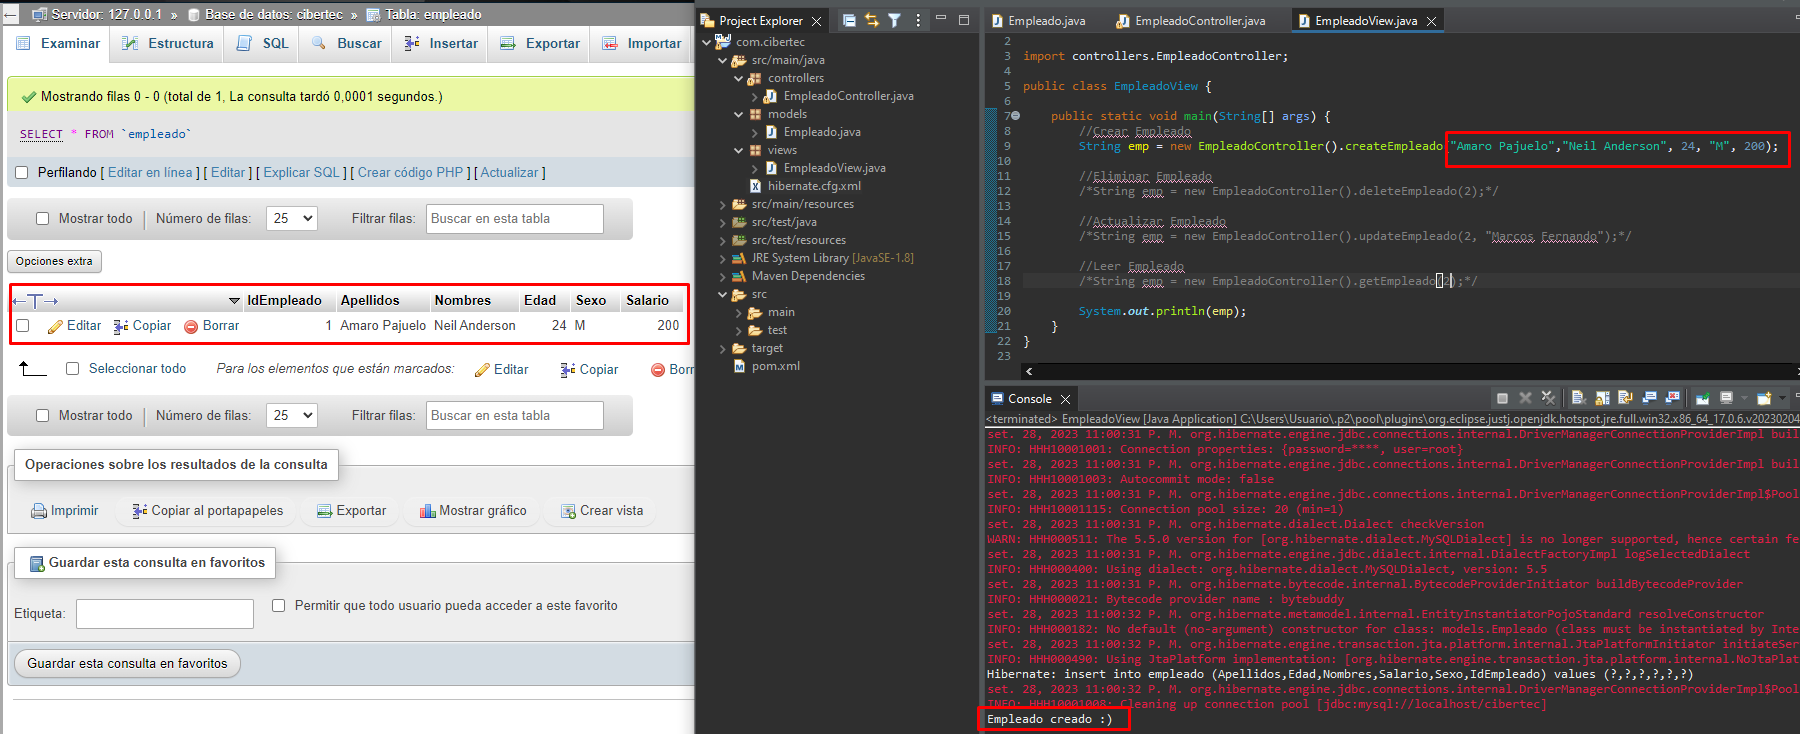 Servidor: 127.0.0.1 » Base de datos: cibertec » Tabla: empleado
Examinar Estructura SQL Buscar Insertar Exportar Importar
Mostrando filas 0 - 0 (total de 1, La consulta tardó 0,0001 segundos.)
SELECT * FROM `empleado`
Perfilando [ Editar en línea ] [ Editar ] [ Explicar SQL ] [ Crear código PHP ] [ Actualizar ]
Mostrar todo Número de filas: 25 Filtrar filas: Buscar en esta tabla
Opciones extra
←T→ IdEmpleado Apellidos Nombres Edad Sexo Salario
Editar Copiar Borrar 1 Amaro Pajuelo Neil Anderson 24 M 200
Seleccionar todo Para los elementos que están marcados: Editar Copiar Borr
Mostrar todo Número de filas: 25 Filtrar filas: Buscar en esta tabla
Operaciones sobre los resultados de la consulta
Imprimir Copiar al portapapeles Exportar Mostrar gráfico Crear vista
Guardar esta consulta en favoritos
Etiqueta: Permitir que todo usuario pueda acceder a este favorito
Guardar esta consulta en favoritos
Project Explorer
com.cibertec
src/main/java
controllers
EmpleadoController.java
models
Empleado.java
views
EmpleadoView.java
hibernate.cfg.xml
src/main/resources
src/test/java
src/test/resources
JRE System Library [JavaSE-1.8]
Maven Dependencies
src
main
test
target
pom.xml
Empleado.java EmpleadoController.java EmpleadoView.java
2
3 import controllers.EmpleadoController;
4
5 public class EmpleadoView {
6
7 public static void main(String[] args) {
8 //Crear Empleado
9 String emp = new EmpleadoController().createEmpleado("Amaro Pajuelo","Neil Anderson", 24, "M", 200);
10
11 //Eliminar Empleado
12 /*String emp = new EmpleadoController().deleteEmpleado(2);*/
13
14 //Actualizar Empleado
15 /*String emp = new EmpleadoController().updateEmpleado(2, "Marcos Fernando");*/
16
17 //Leer Empleado
18 /*String emp = new EmpleadoController().getEmpleado(2);*/
19
20 System.out.println(emp);
21 }
22 }
23
Console
<terminated> EmpleadoView [Java Application] C:\Users\Usuario\.p2\pool\plugins\org.eclipse.justj.openjdk.hotspot.jre.full.win32.x86_64_17.0.6.v20230204
set. 28, 2023 11:00:31 P. M. org.hibernate.engine.jdbc.connections.internal.DriverManagerConnectionProviderImpl buil
INFO: HHH10001001: Connection properties: {password=****, user=root}
set. 28, 2023 11:00:31 P. M. org.hibernate.engine.jdbc.connections.internal.DriverManagerConnectionProviderImpl buil
INFO: HHH10001003: Autocommit mode: false
set. 28, 2023 11:00:31 P. M. org.hibernate.engine.jdbc.connections.internal.DriverManagerConnectionProviderImpl$Pool
INFO: HHH10001115: Connection pool size: 20 (min=1)
set. 28, 2023 11:00:31 P. M. org.hibernate.dialect.Dialect checkVersion
WARN: HHH000511: The 5.5.0 version for [org.hibernate.dialect.MySQLDialect] is no longer supported, hence certain fe
set. 28, 2023 11:00:31 P. M. org.hibernate.engine.jdbc.dialect.internal.DialectFactoryImpl logSelectedDialect
INFO: HHH000400: Using dialect: org.hibernate.dialect.MySQLDialect, version: 5.5
set. 28, 2023 11:00:31 P. M. org.hibernate.bytecode.internal.BytecodeProviderInitiator buildBytecodeProvider
INFO: HHH000021: Bytecode provider name : bytebuddy
set. 28, 2023 11:00:32 P. M. org.hibernate.metamodel.internal.EntityInstantiatorPojoStandard resolveConstructor
INFO: HHH000182: No default (no-argument) constructor for class: models.Empleado (class must be instantiated by Inte
set. 28, 2023 11:00:32 P. M. org.hibernate.engine.transaction.jta.platform.internal.JtaPlatformInitiator initiateSer
INFO: HHH000490: Using JtaPlatform implementation: [org.hibernate.engine.transaction.jta.platform.internal.NoJtaPlat
Hibernate: insert into empleado (Apellidos,Edad,Nombres,Salario,Sexo,IdEmpleado) values (?,?,?,?,?,?)
set. 28, 2023 11:00:32 P. M. org.hibernate.engine.jdbc.connections.internal.DriverManagerConnectionProviderImpl$Pool
INFO: HHH10001008: Cleaning up connection pool [jdbc:mysql://localhost/cibertec]
Empleado creado :)